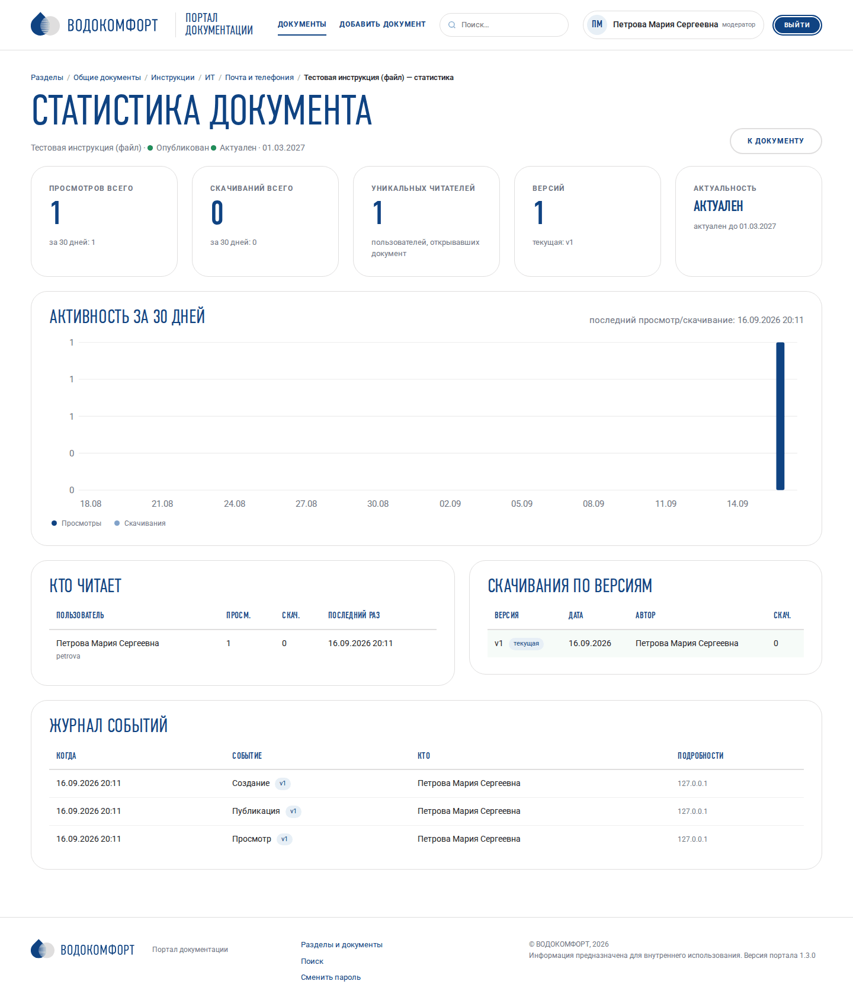 ВОДОКОМФОРТ
ПОРТАЛ
ДОКУМЕНТАЦИИ
ДОКУМЕНТЫ ДОБАВИТЬ ДОКУМЕНТ
Поиск...
ПМ Петрова Мария Сергеевна модератор
ВЫЙТИ
Разделы / Общие документы / Инструкции / ИТ / Почта и телефония / Тестовая инструкция (файл) — статистика
СТАТИСТИКА ДОКУМЕНТА
Тестовая инструкция (файл) · Опубликован Актуален · 01.03.2027
К ДОКУМЕНТУ
ПРОСМОТРОВ ВСЕГО
1
за 30 дней: 1
СКАЧИВАНИЙ ВСЕГО
0
за 30 дней: 0
УНИКАЛЬНЫХ ЧИТАТЕЛЕЙ
1
пользователей, открывавших
документ
ВЕРСИЙ
1
текущая: v1
АКТУАЛЬНОСТЬ
АКТУАЛЕН
актуален до 01.03.2027
АКТИВНОСТЬ ЗА 30 ДНЕЙ
последний просмотр/скачивание: 16.09.2026 20:11
1
1
1
0
0
18.08 21.08 24.08 27.08 30.08 02.09 05.09 08.09 11.09 14.09
Просмотры Скачивания
КТО ЧИТАЕТ
ПОЛЬЗОВАТЕЛЬ ПРОСМ. СКАЧ. ПОСЛЕДНИЙ РАЗ
Петрова Мария Сергеевна 1 0 16.09.2026 20:11
petrova
СКАЧИВАНИЯ ПО ВЕРСИЯМ
ВЕРСИЯ ДАТА АВТОР СКАЧ.
v1 текущая 16.09.2026 Петрова Мария Сергеевна 0
ЖУРНАЛ СОБЫТИЙ
КОГДА СОБЫТИЕ КТО ПОДРОБНОСТИ
16.09.2026 20:11 Создание v1 Петрова Мария Сергеевна 127.0.0.1
16.09.2026 20:11 Публикация v1 Петрова Мария Сергеевна 127.0.0.1
16.09.2026 20:11 Просмотр v1 Петрова Мария Сергеевна 127.0.0.1
ВОДОКОМФОРТ
Портал документации
Разделы и документы
Поиск
Сменить пароль
© ВОДОКОМФОРТ, 2026
Информация предназначена для внутреннего использования. Версия портала 1.3.0